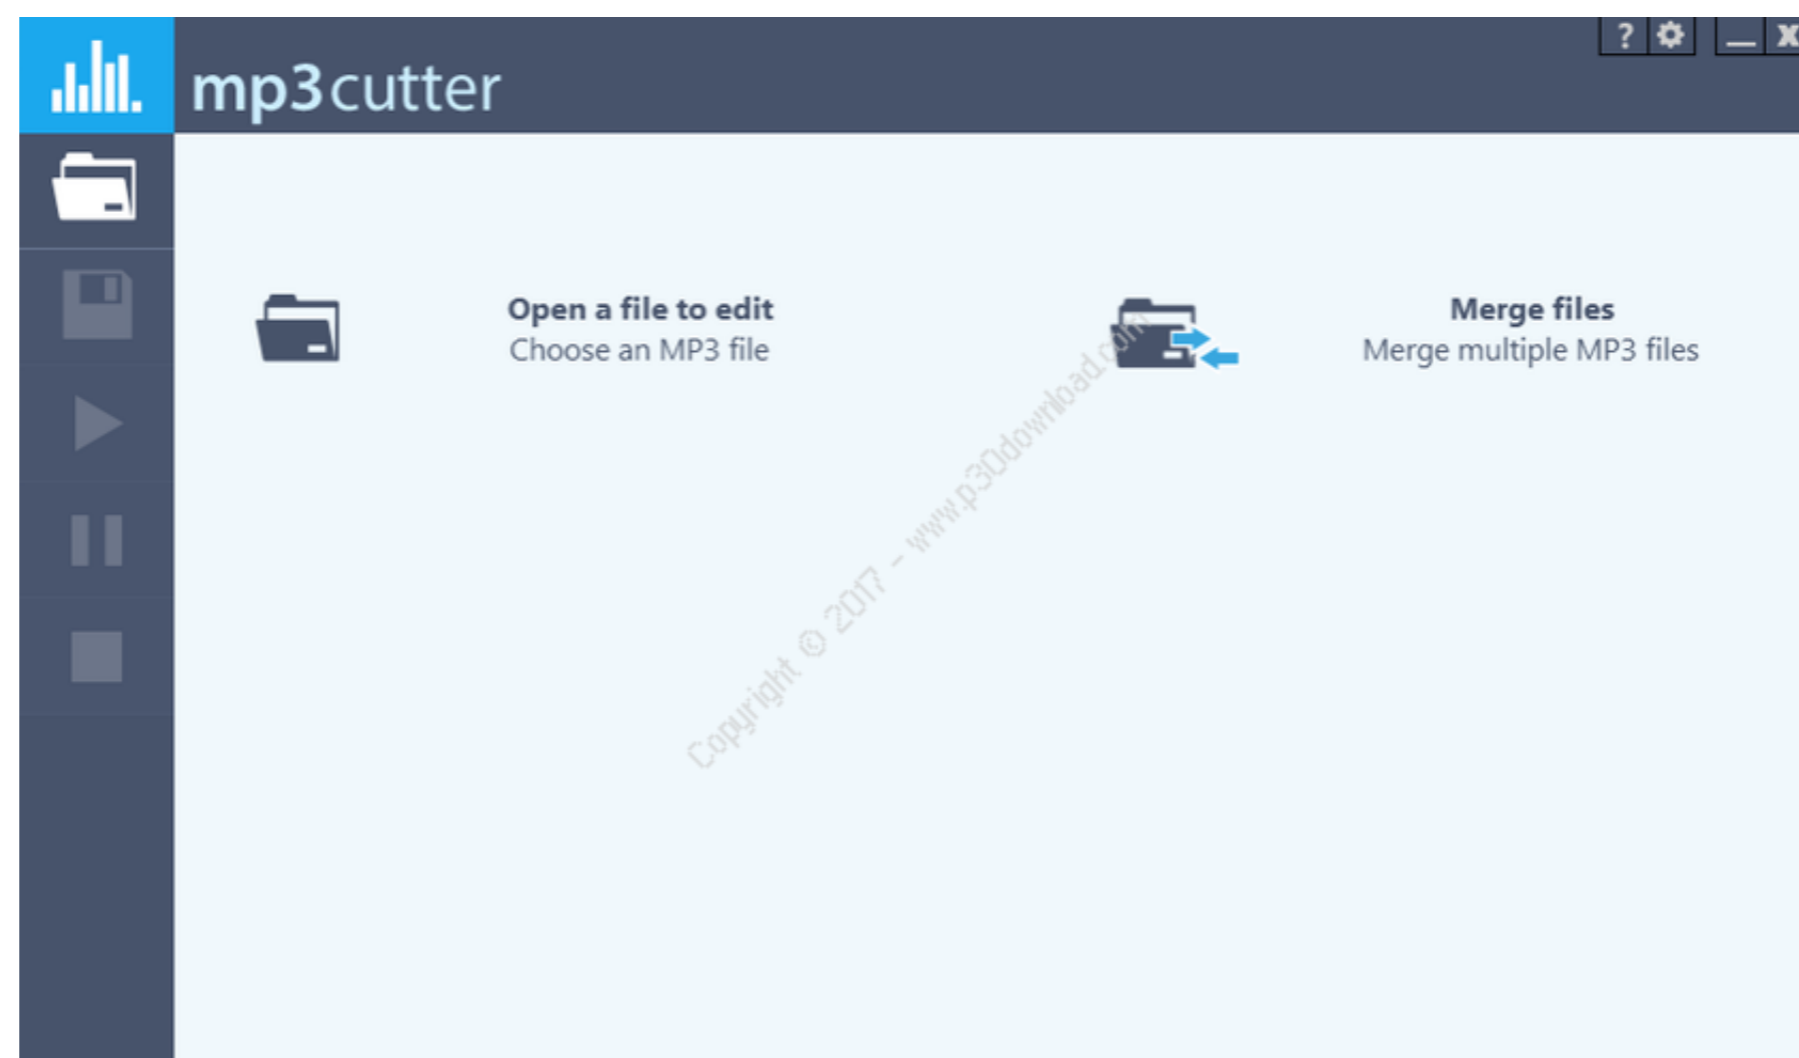 mp3cutter
?
X
Open a file to edit
Choose an MP3 file
Merge files
Merge multiple MP3 files
Copyright © 2017 - www.p30download.com